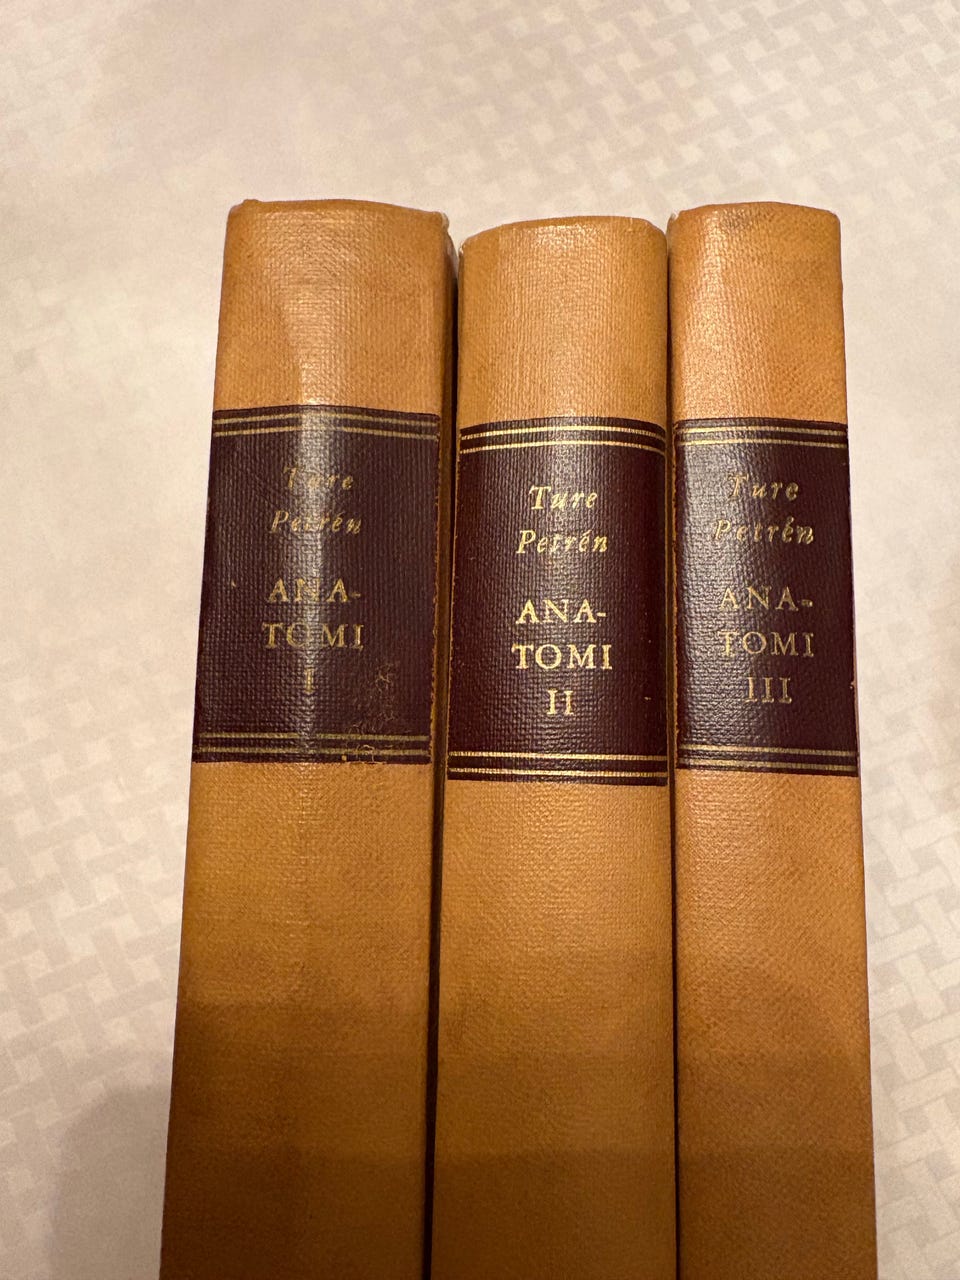 Ture
Petrén
ANA-
TOMI
I
Ture
Petrén
ANA-
TOMI
II
Ture
Petrén
ANA-
TOMI
III